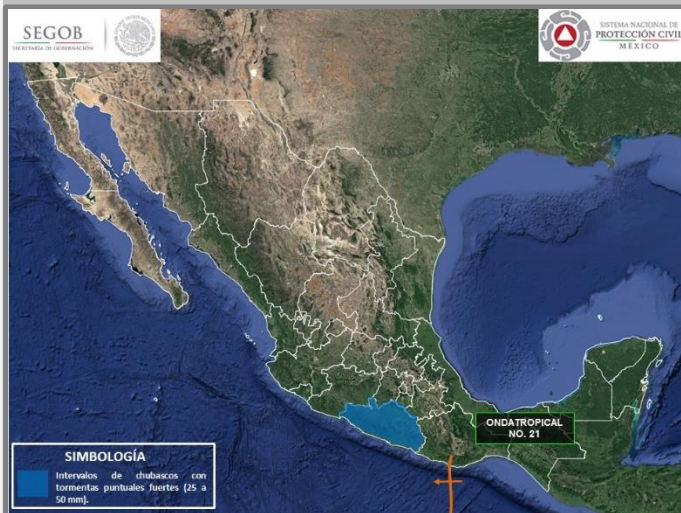 SEGOB
SECRETARÍA DE GOBERNACIÓN
SISTEMA NACIONAL DE
PROTECCIÓN CIVIL
MÉXICO
ONDATROPICAL
NO. 21
SIMBOLOGÍA
Intervalos de chubascos con
tormentas puntuales fuertes (25 a
50 mm).